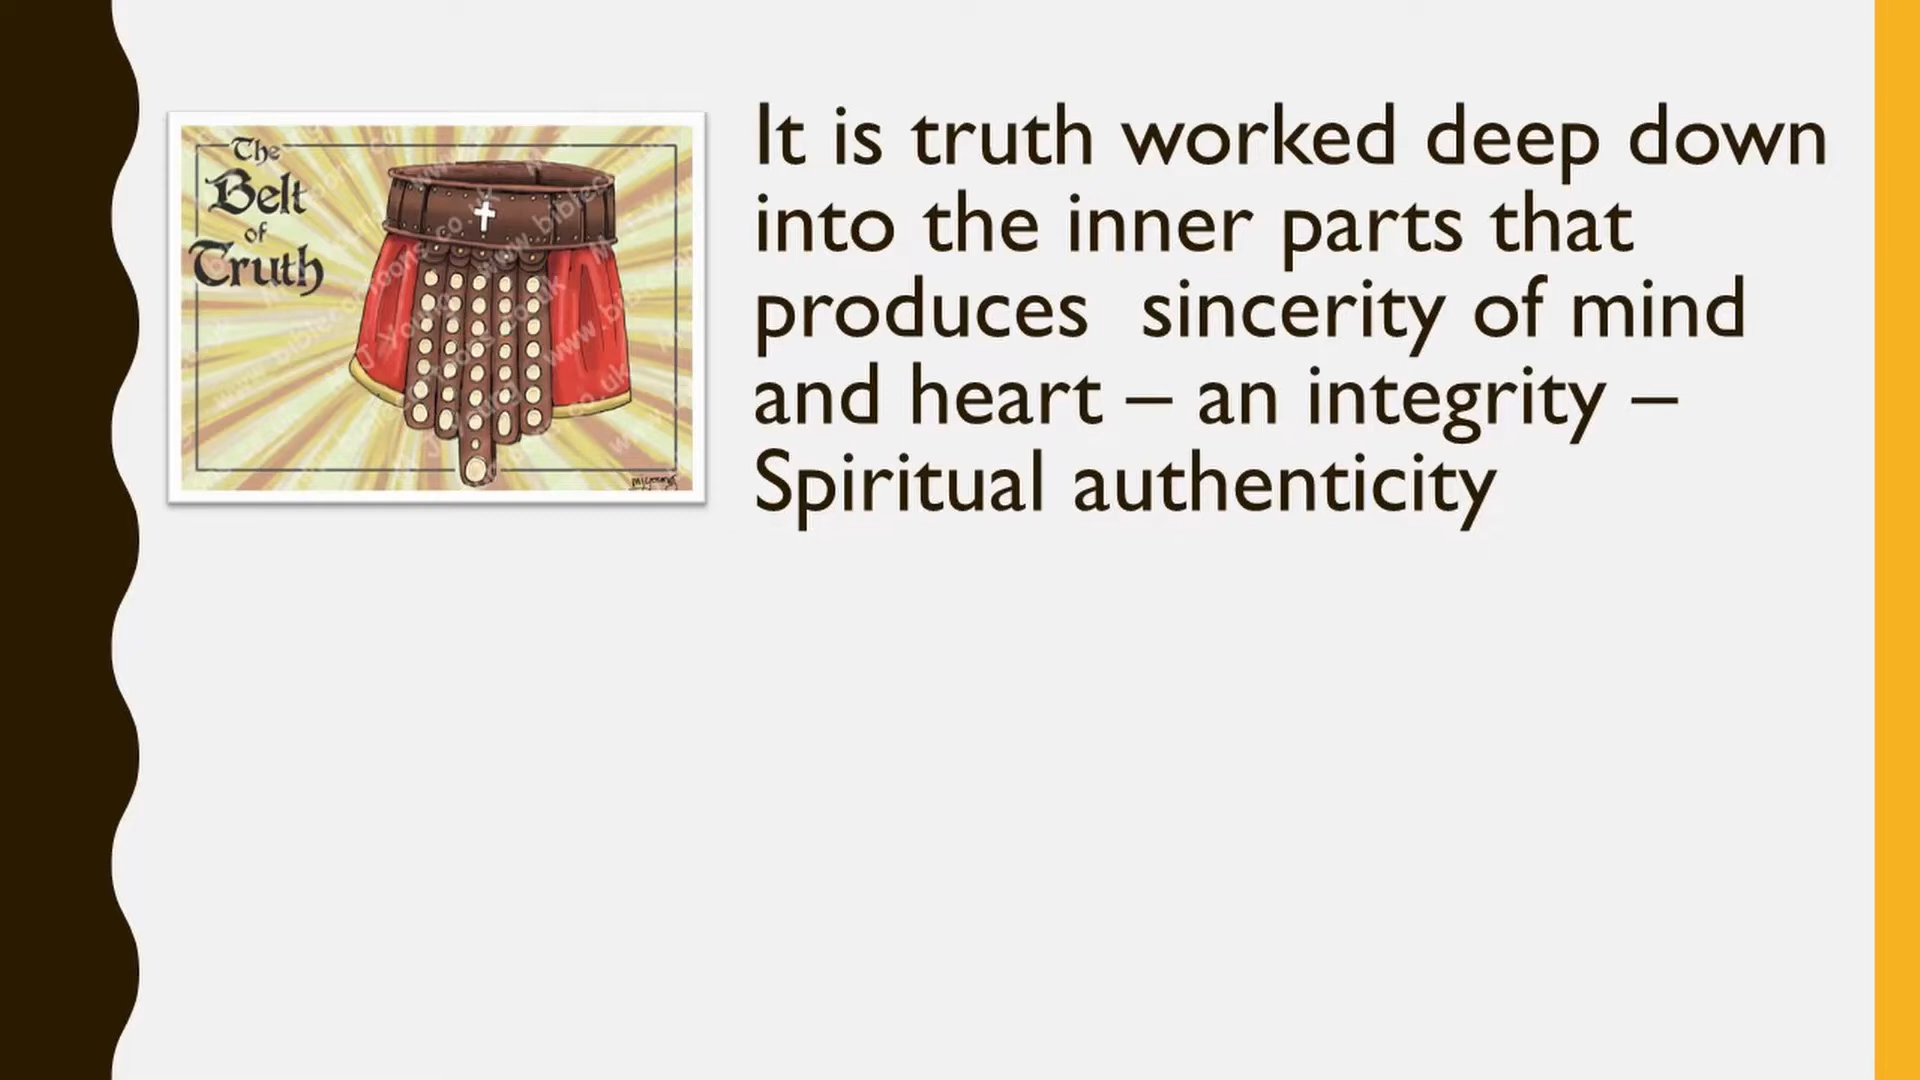 The
Belt
of
Truth
It is truth worked deep down
into the inner parts that
produces  sincerity of mind
and heart – an integrity –
Spiritual authenticity